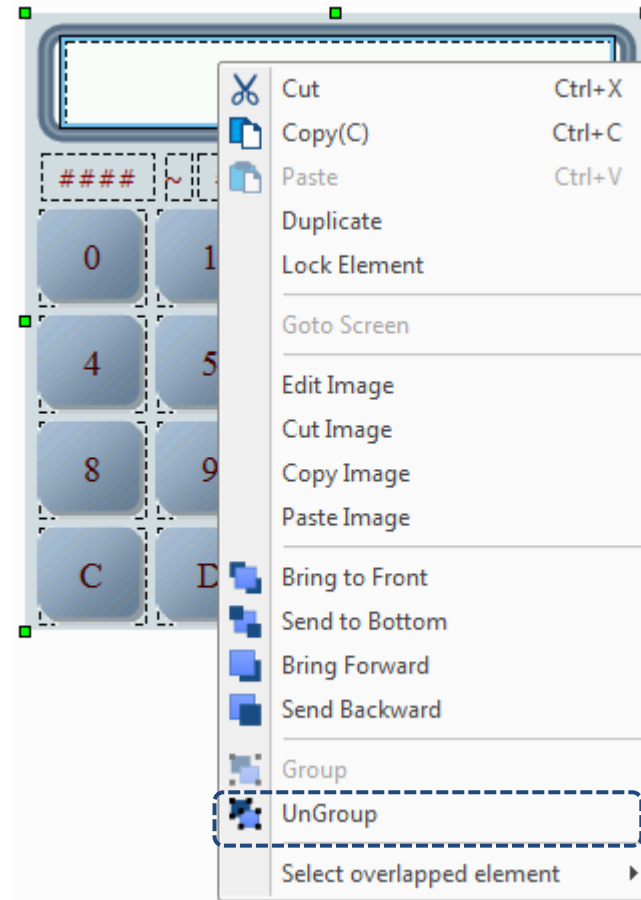 Cut Ctrl+X
Copy(C) Ctrl+C
#### ~ Paste Ctrl+V
Duplicate
0 1 Lock Element
Goto Screen
4 5 Edit Image
Cut Image
8 9 Copy Image
Paste Image
C D Bring to Front
Send to Bottom
Bring Forward
Send Backward
Group
UnGroup
Select overlapped element